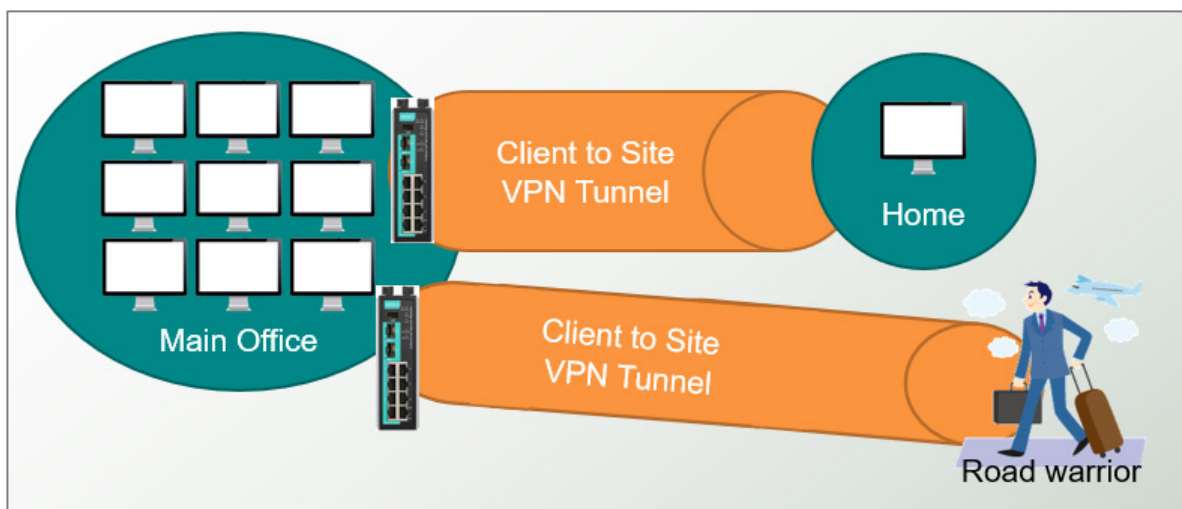 Client to Site
VPN Tunnel
Home
Main Office
Client to Site
VPN Tunnel
Road warrior